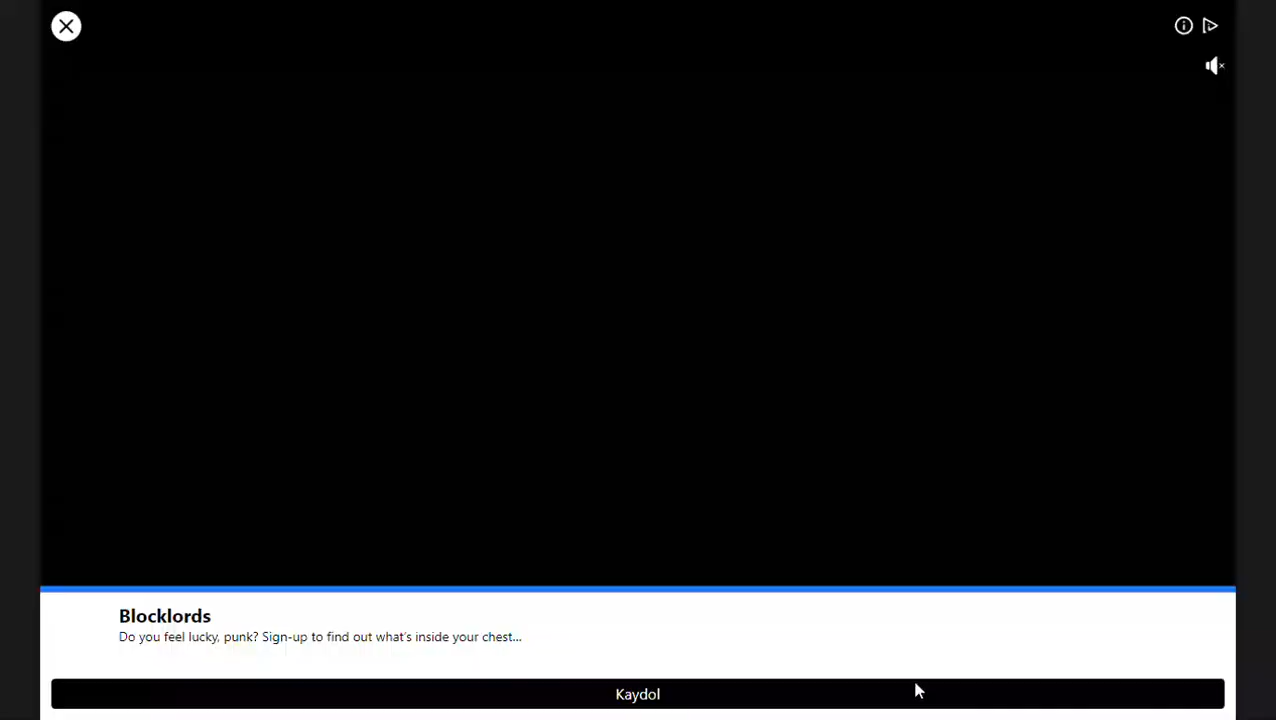 Blocklords
Do you feel lucky, punk? Sign-up to find out what's inside your chest...
Kaydol